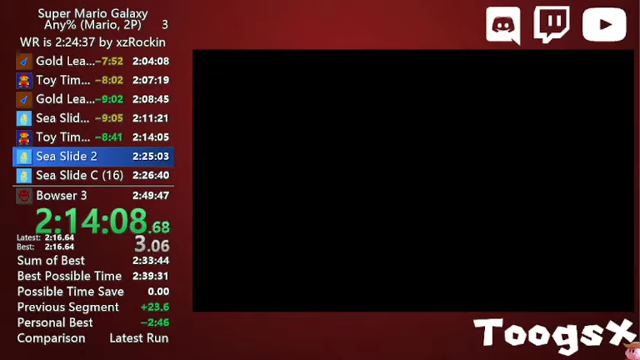 Super Mario Galaxy
Any% (Mario, 2P) 3
WR is 2:24:37 by xzRockin
Gold Lea... −7:52 2:04:08
Toy Tim... −8:02 2:07:19
Gold Lea... −9:02 2:08:45
Sea Slid... −9:05 2:11:21
Toy Tim... −8:41 2:14:05
Sea Slide 2 2:25:03
Sea Slide C (16) 2:26:40
Bowser 3 2:49:47
2:14:08.68
Latest: 2:16.64
Best: 2:16.64 3.06
Sum of Best 2:33:44
Best Possible Time 2:39:31
Possible Time Save 0.00
Previous Segment +23.6
Personal Best −2:46
Comparison Latest Run
ToogsX